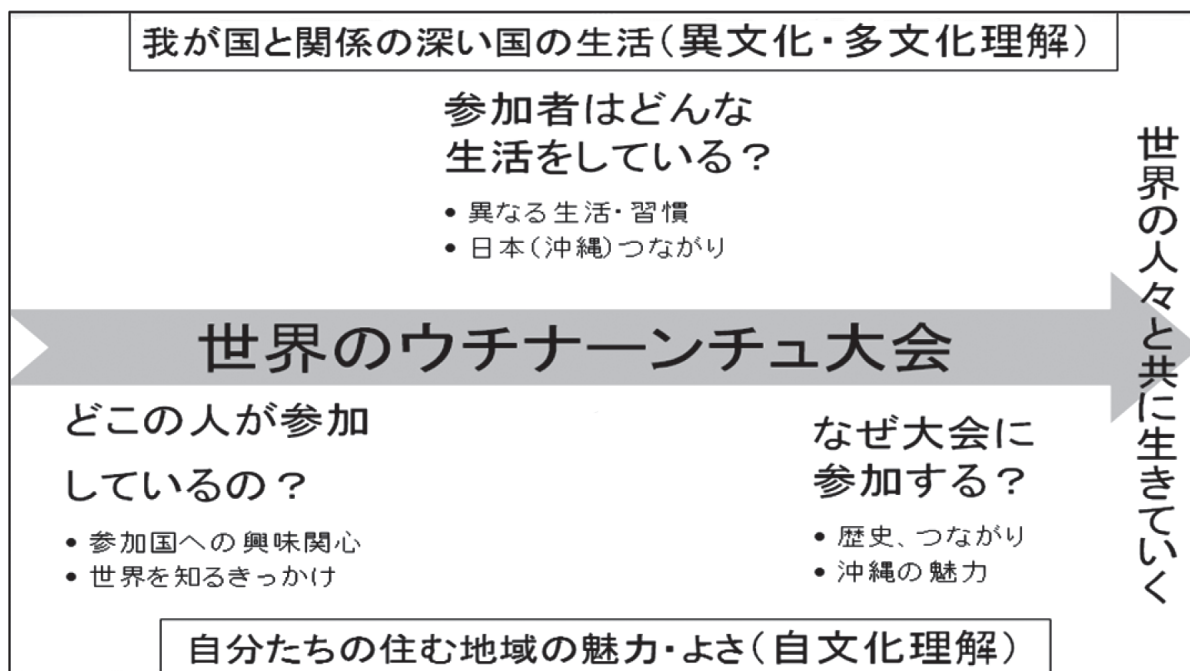 我が国と関係の深い国の生活（異文化・多文化理解）
参加者はどんな
生活をしている？
• 異なる生活・習慣
• 日本（沖縄）つながり
世界のウチナーンチュ大会
どこの人が参加
しているの？
• 参加国への興味関心
• 世界を知るきっかけ
なぜ大会に
参加する？
• 歴史、つながり
• 沖縄の魅力
世界の人々と共に生きていく
自分たちの住む地域の魅力・よさ（自文化理解）